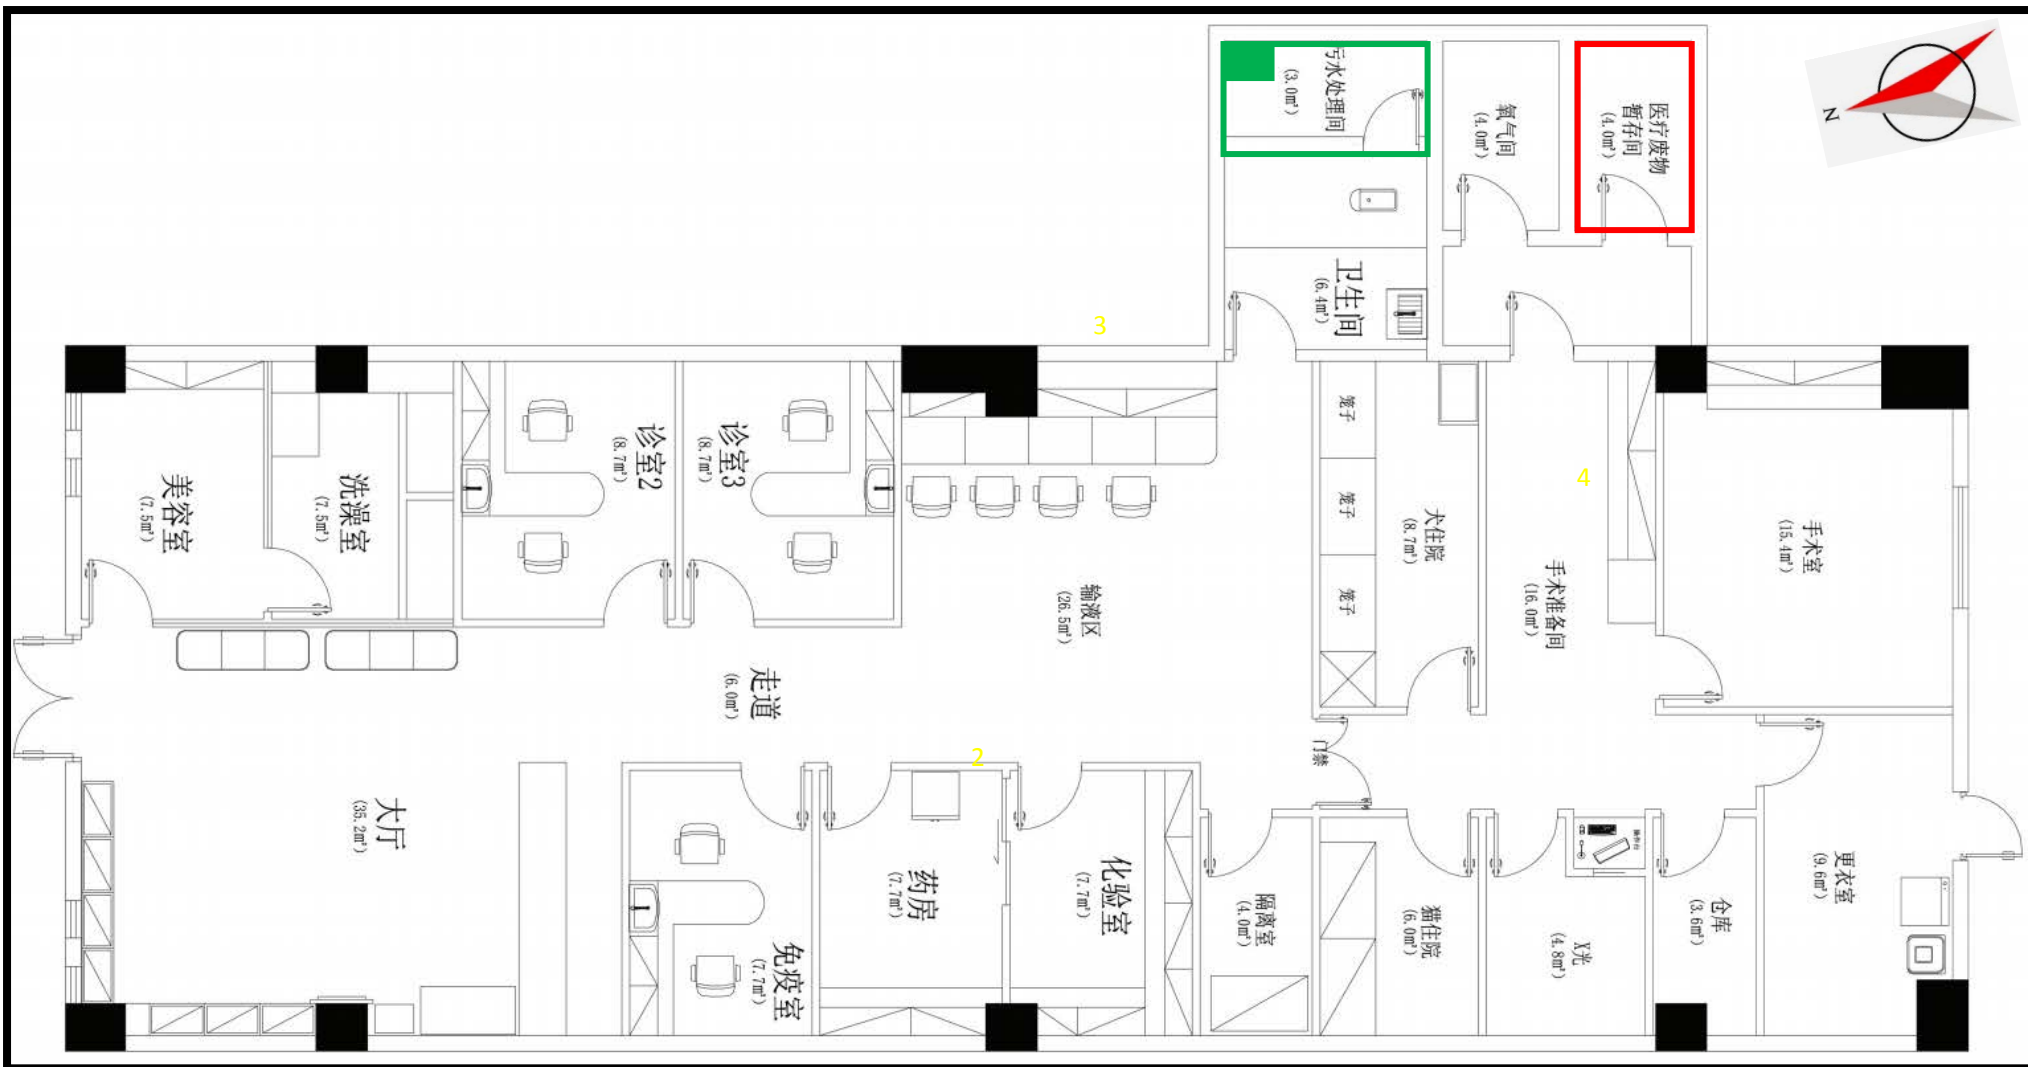 污水处理间
(3.0㎡)
氧气间
(4.0㎡)
医疗废物
暂存间
(4.0㎡)
N
卫生间
(6.4㎡)
3
美容室
(7.5㎡)
洗澡室
(7.5㎡)
诊室2
(8.7㎡)
诊室3
(8.7㎡)
输液区
(26.5㎡)
笼子
笼子
笼子
犬住院
(8.7㎡)
4
手术准备间
(16.0㎡)
手术室
(15.4㎡)
走道
(6.0㎡)
2
门禁
大厅
(35.2㎡)
免疫室
(7.7㎡)
药房
(7.7㎡)
化验室
(7.7㎡)
隔离室
(4.0㎡)
猫住院
(6.0㎡)
X光
(4.8㎡)
操作台
仓库
(3.6㎡)
更衣室
(9.6㎡)